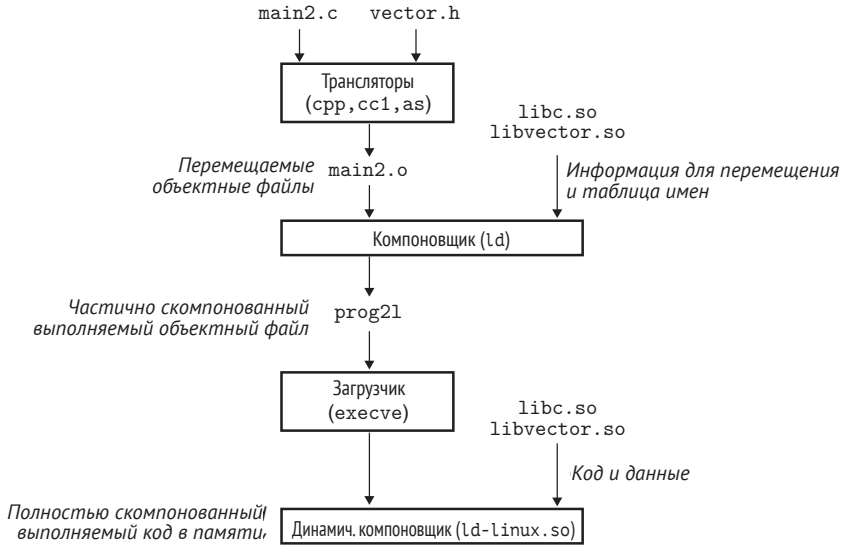 main2.c vector.h
Трансляторы
(cpp,cc1,as)
libc.so
libvector.so
Перемещаемые
объектные файлы
main2.o
Информация для перемещения
и таблица имен
Компоновщик (ld)
Частично скомпонованный
выполняемый объектный файл
prog2l
Загрузчик
(execve)
libc.so
libvector.so
Код и данные
Полностью скомпонованный
выполняемый код в памяти
Динамич. компоновщик (ld-linux.so)